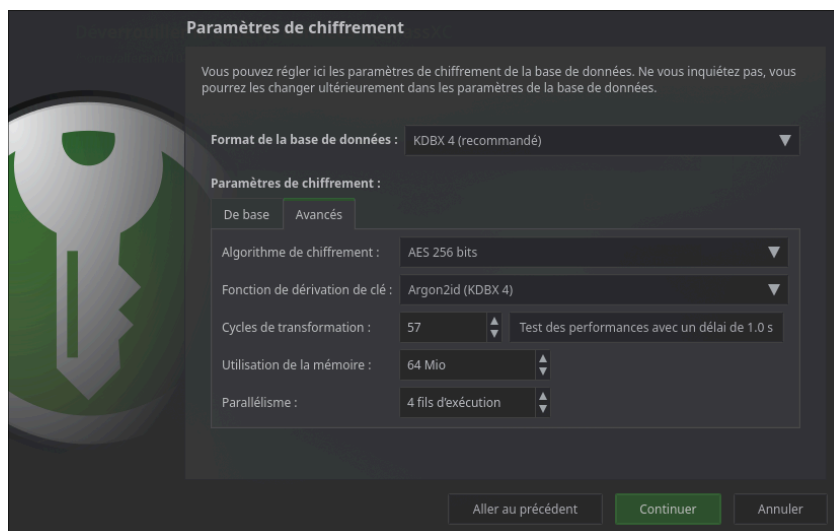 Paramètres de chiffrement
Vous pouvez régler ici les paramètres de chiffrement de la base de données. Ne vous inquiétez pas, vous
pourrez les changer ultérieurement dans les paramètres de la base de données.
Format de la base de données : KDBX 4 (recommandé)
Paramètres de chiffrement :
De base Avancés
Algorithme de chiffrement : AES 256 bits
Fonction de dérivation de clé : Argon2id (KDBX 4)
Cycles de transformation : 57 Test des performances avec un délai de 1.0 s
Utilisation de la mémoire : 64 Mio
Parallélisme : 4 fils d'exécution
Aller au précédent Continuer Annuler